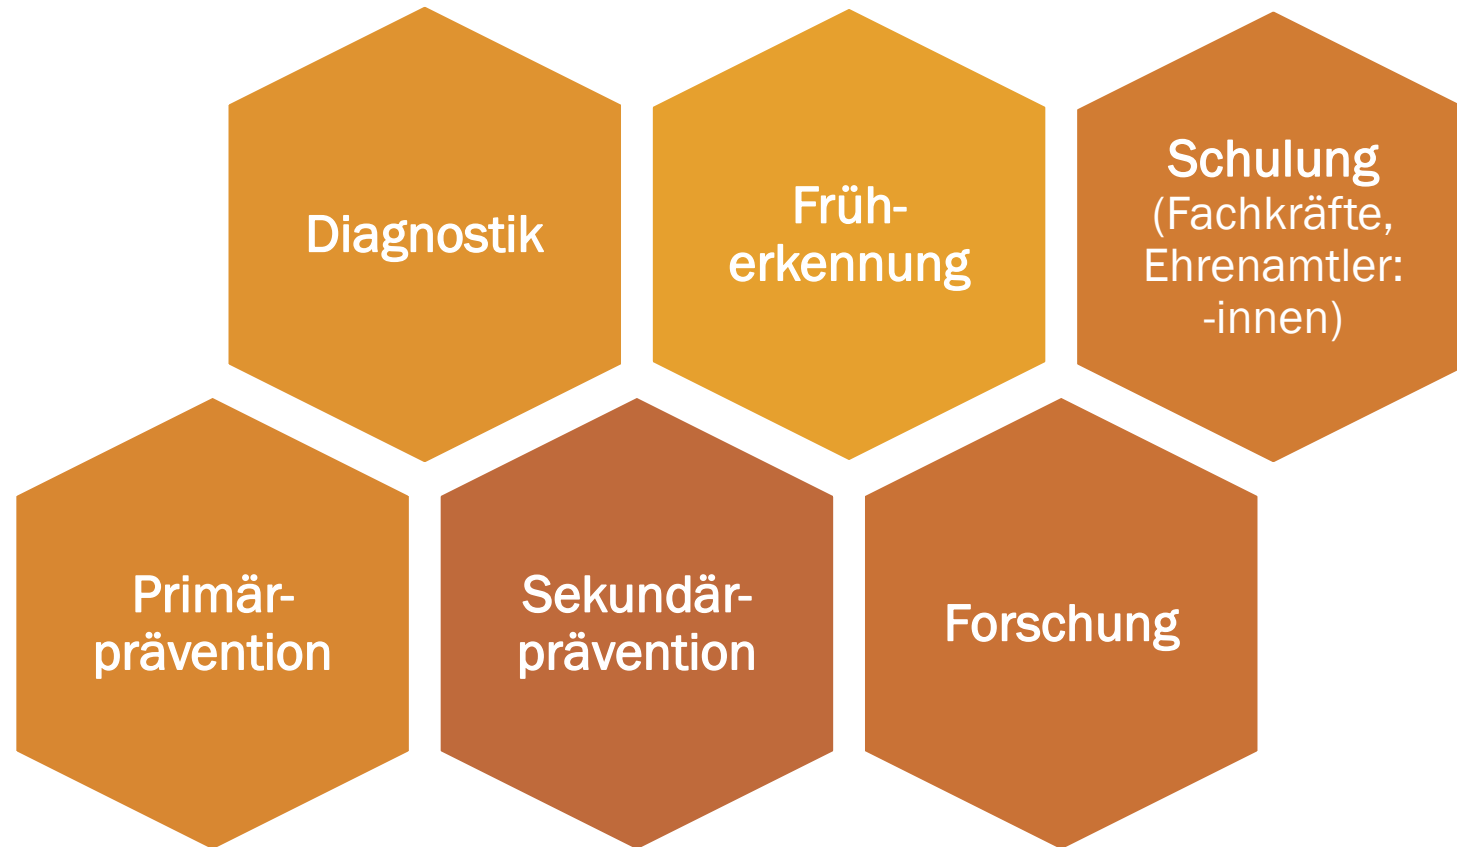 Diagnostik
Früh-
erkennung
Schulung
(Fachkräfte,
Ehrenamtler:
-innen)
Primär-
prävention
Sekundär-
prävention
Forschung